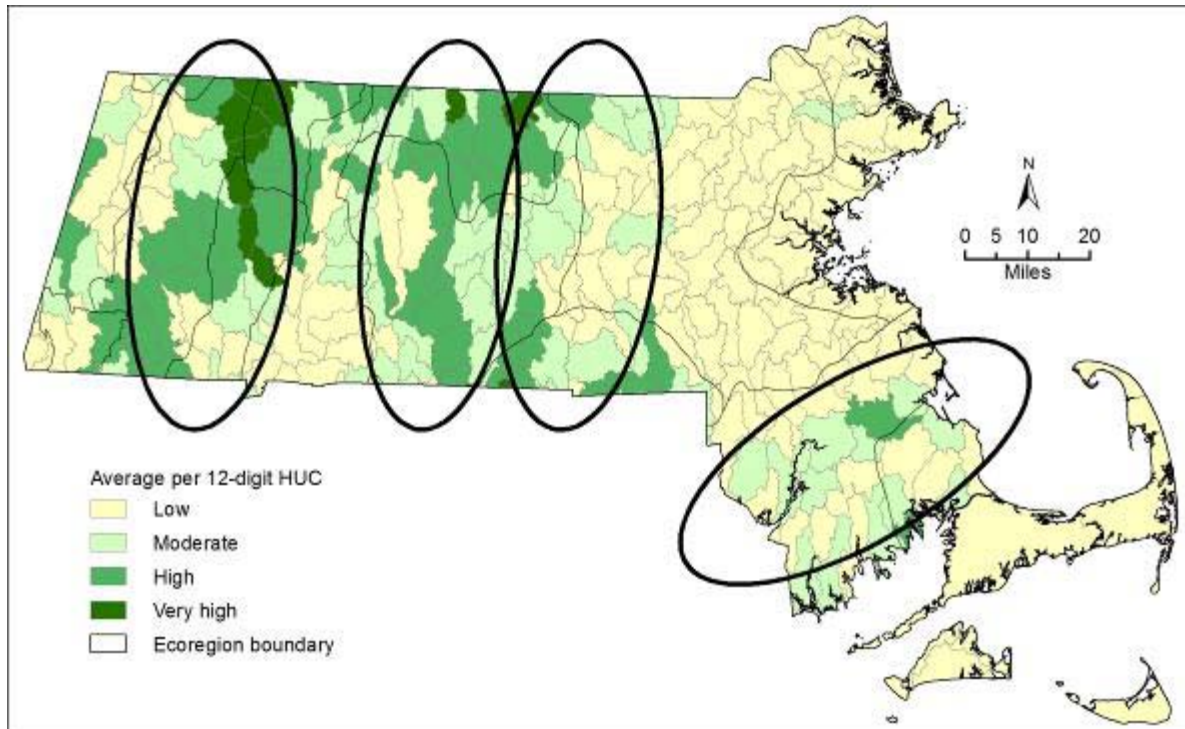 N
0 5 10 20
Miles
Average per 12-digit HUC
Low
Moderate
High
Very high
Ecoregion boundary